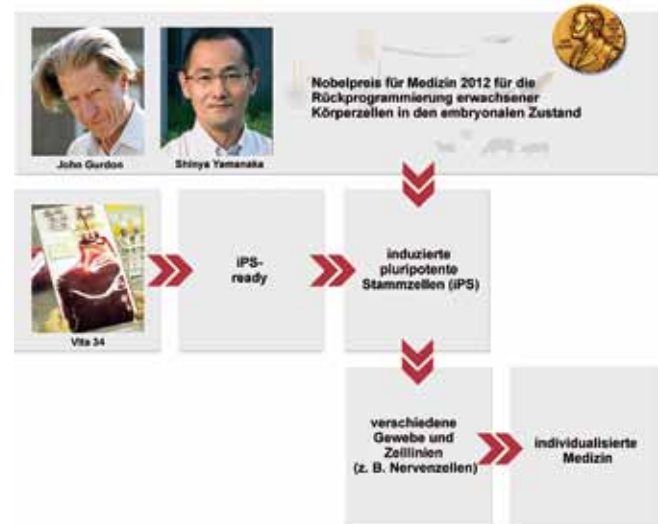 Nobelpreis für Medizin 2012 für die
Rückprogrammierung erwachsener
Körperzellen in den embryonalen Zustand
John Gurdon
Shinya Yamanaka
Vita 34
iPS-
ready
induzierte
pluripotente
Stammzellen (iPS)
verschiedene
Gewebe und
Zelllinien
(z. B. Nervenzellen)
individualisierte
Medizin